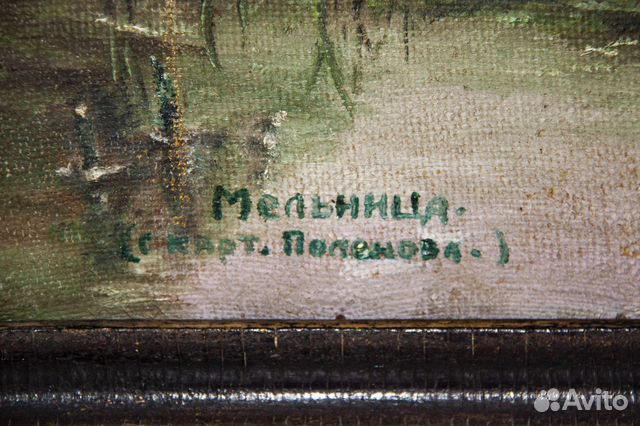 Мельница.
(с карт. Поленова.)
Avito